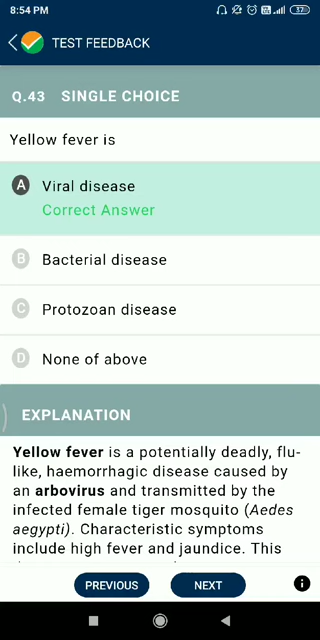 8:54 PM
37
TEST FEEDBACK
Q.43 SINGLE CHOICE
Yellow fever is
A Viral disease
Correct Answer
B Bacterial disease
C Protozoan disease
D None of above
EXPLANATION
Yellow fever is a potentially deadly, flu-
like, haemorrhagic disease caused by
an arbovirus and transmitted by the
infected female tiger mosquito (Aedes
aegypti). Characteristic symptoms
include high fever and jaundice. This
PREVIOUS NEXT